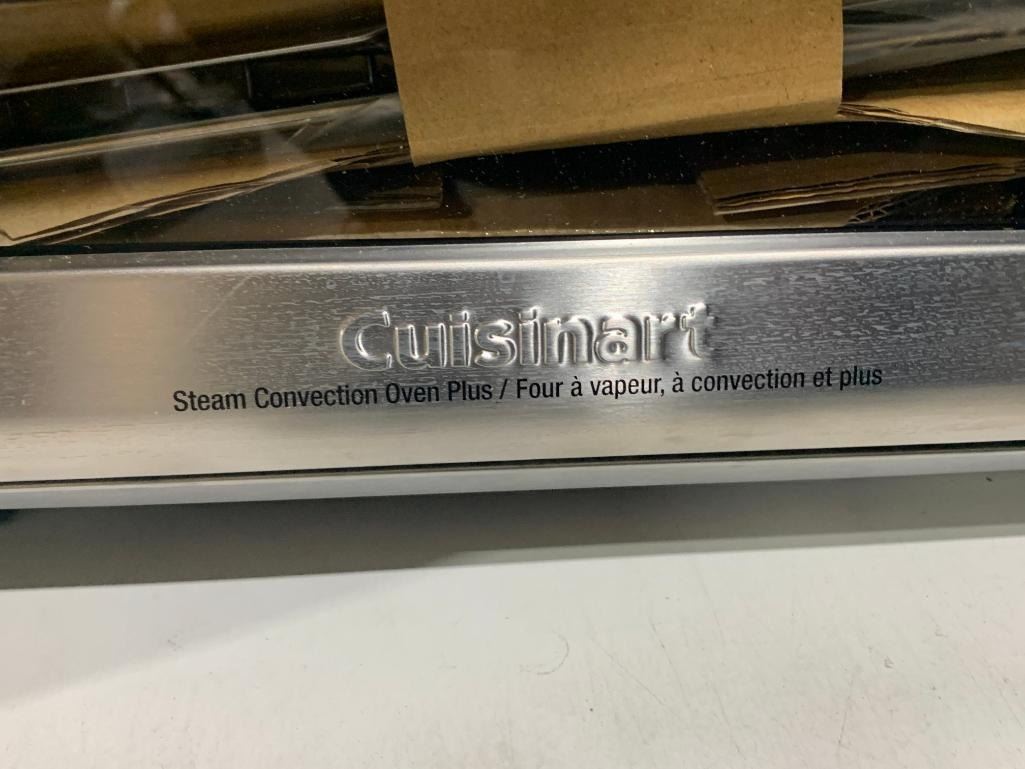 Cuisinart
Steam Convection Oven Plus / Four à vapeur, à convection et plus